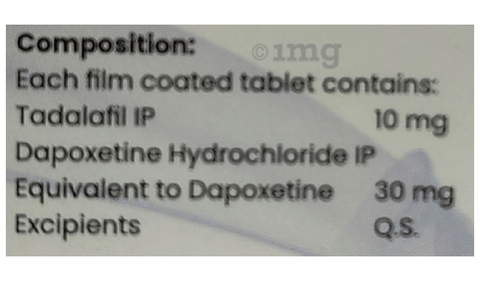 Composition:
©1mg
Each film coated tablet contains:
Tadalafil IP 10 mg
Dapoxetine Hydrochloride IP
Equivalent to Dapoxetine 30 mg
Excipients Q.S.